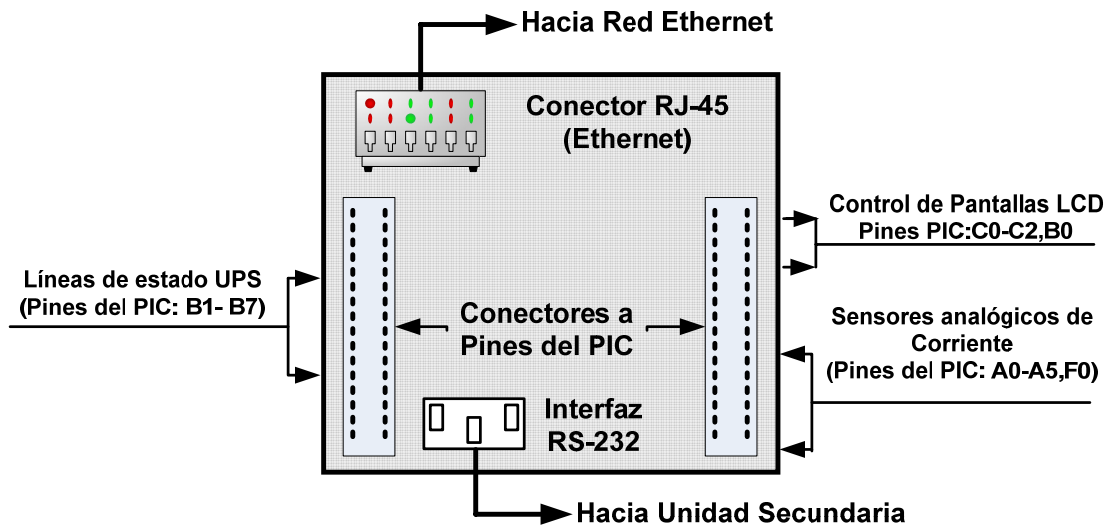 Hacia Red Ethernet
Conector RJ-45
(Ethernet)
Control de Pantallas LCD
Pines PIC:C0-C2,B0
Líneas de estado UPS
(Pines del PIC: B1- B7)
Conectores a
Pines del PIC
Sensores analógicos de
Corriente
(Pines del PIC: A0-A5,F0)
Interfaz
RS-232
Hacia Unidad Secundaria